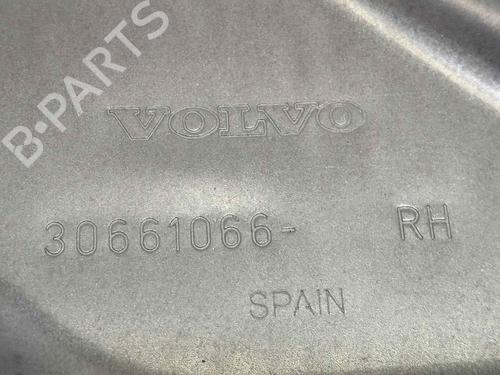 B-PARTS
VOLVO
30661066-
RH
SPAIN